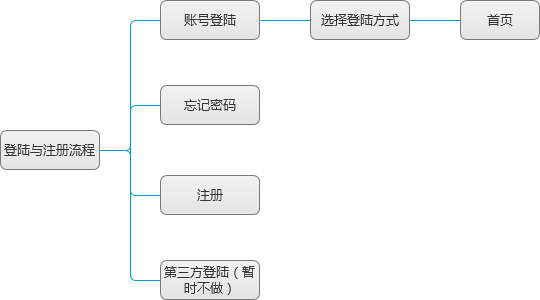 账号登陆
选择登陆方式
首页
忘记密码
登陆与注册流程
注册
第三方登陆（暂
时不做）